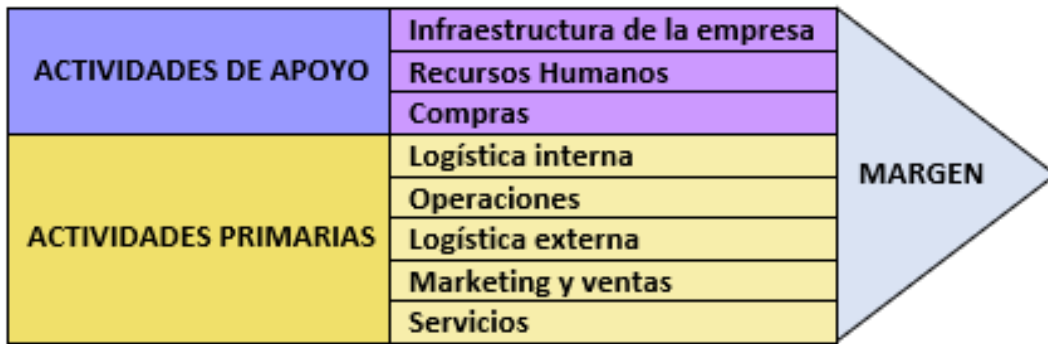 ACTIVIDADES DE APOYO
Infraestructura de la empresa
Recursos Humanos
Compras
ACTIVIDADES PRIMARIAS
Logística interna
Operaciones
Logística externa
Marketing y ventas
Servicios
MARGEN